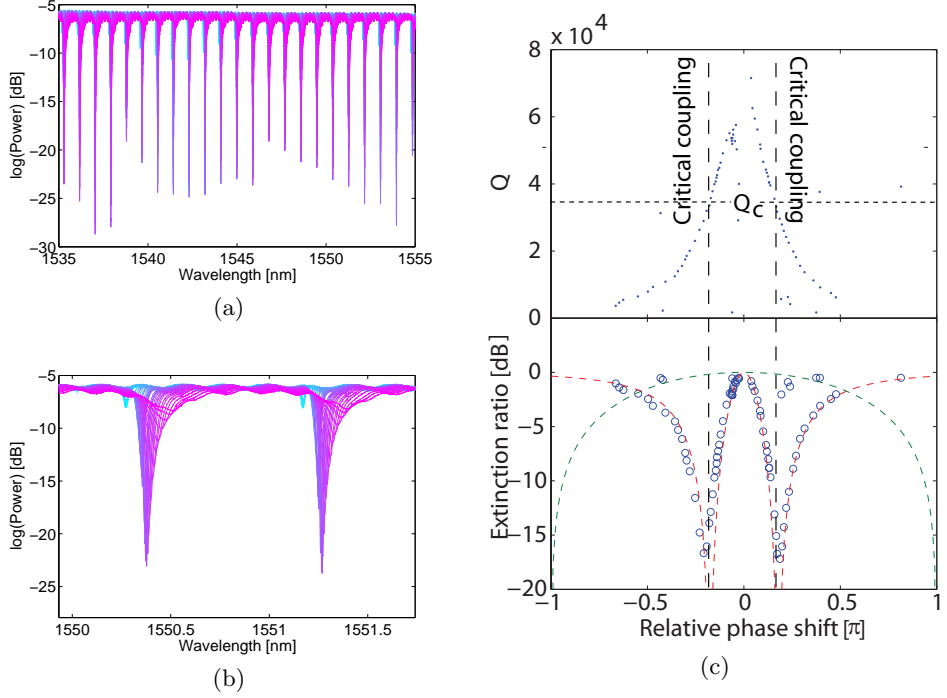 −5
−10
−15
−20
−25
−30
1535
1540
1545
1550
1555
log(Power) [dB]
Wavelength [nm]
(a)
−5
−10
−15
−20
−25
1550
1550.5
1551
1551.5
log(Power) [dB]
Wavelength [nm]
(b)
x 10⁴
8
6
4
2
0
Q
Critical coupling
Critical coupling
Qc
0
−5
−10
−15
−20
Extinction ratio [dB]
−1
−0.5
0
0.5
1
Relative phase shift [π]
(c)